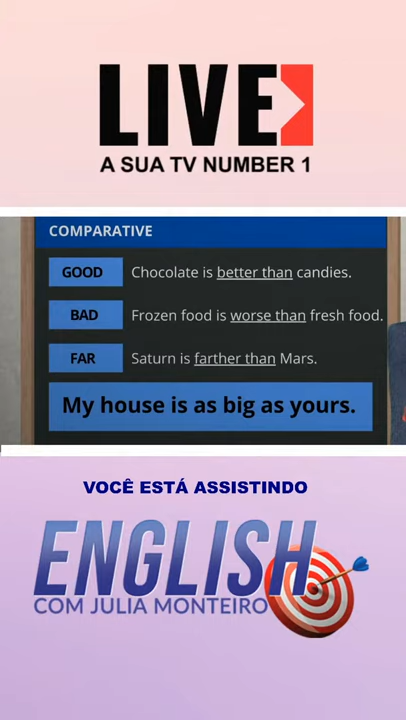 LIVE
A SUA TV NUMBER 1
COMPARATIVE
GOOD Chocolate is better than candies.
BAD Frozen food is worse than fresh food.
FAR Saturn is farther than Mars.
My house is as big as yours.
VOCÊ ESTÁ ASSISTINDO
ENGLISH
COM JULIA MONTEIRO